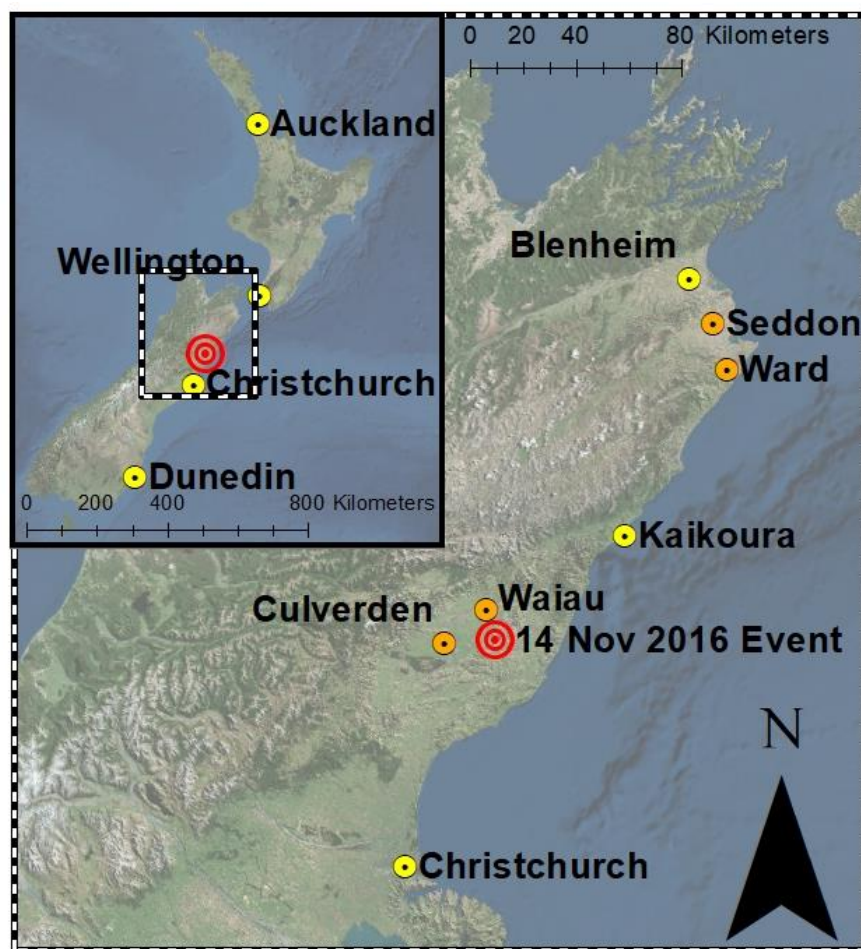 0 20 40 80 Kilometers
Auckland
Wellington
Christchurch
Dunedin
0 200 400 800 Kilometers
Blenheim
Seddon
Ward
Kaikoura
Waiau
Culverden
14 Nov 2016 Event
N
Christchurch